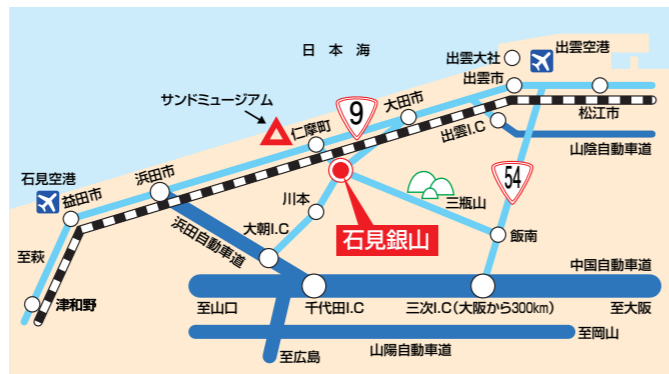 日本海
出雲大社
出雲空港
出雲市
サンドミュージアム
大田市
9
仁摩町
出雲I.C
松江市
山陰自動車道
石見空港
浜田市
益田市
54
川本
三瓶山
大朝I.C
石見銀山
飯南
浜田自動車道
至萩
中国自動車道
津和野
至山口
千代田I.C
三次I.C(大阪から300km)
至大阪
至岡山
至広島
山陽自動車道